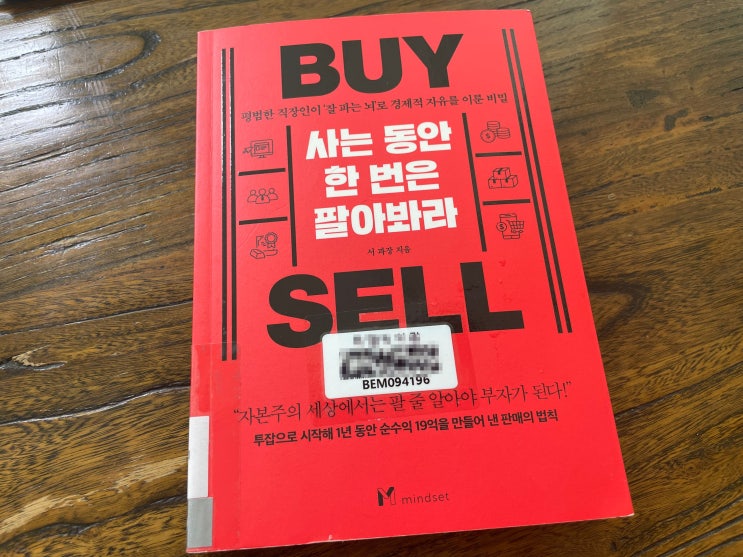 BUY
평범한 직장인이 '잘 파는 뇌'로 경제적 자유를 이룬 비밀
사는 동안
한 번은
팔아봐라
서 과장 지음
SELL
BEM094196
“자본주의 세상에서는 팔 줄 알아야 부자가 된다!”
투잡으로 시작해 1년 동안 순수익 19억을 만들어 낸 판매의 법칙
mindset